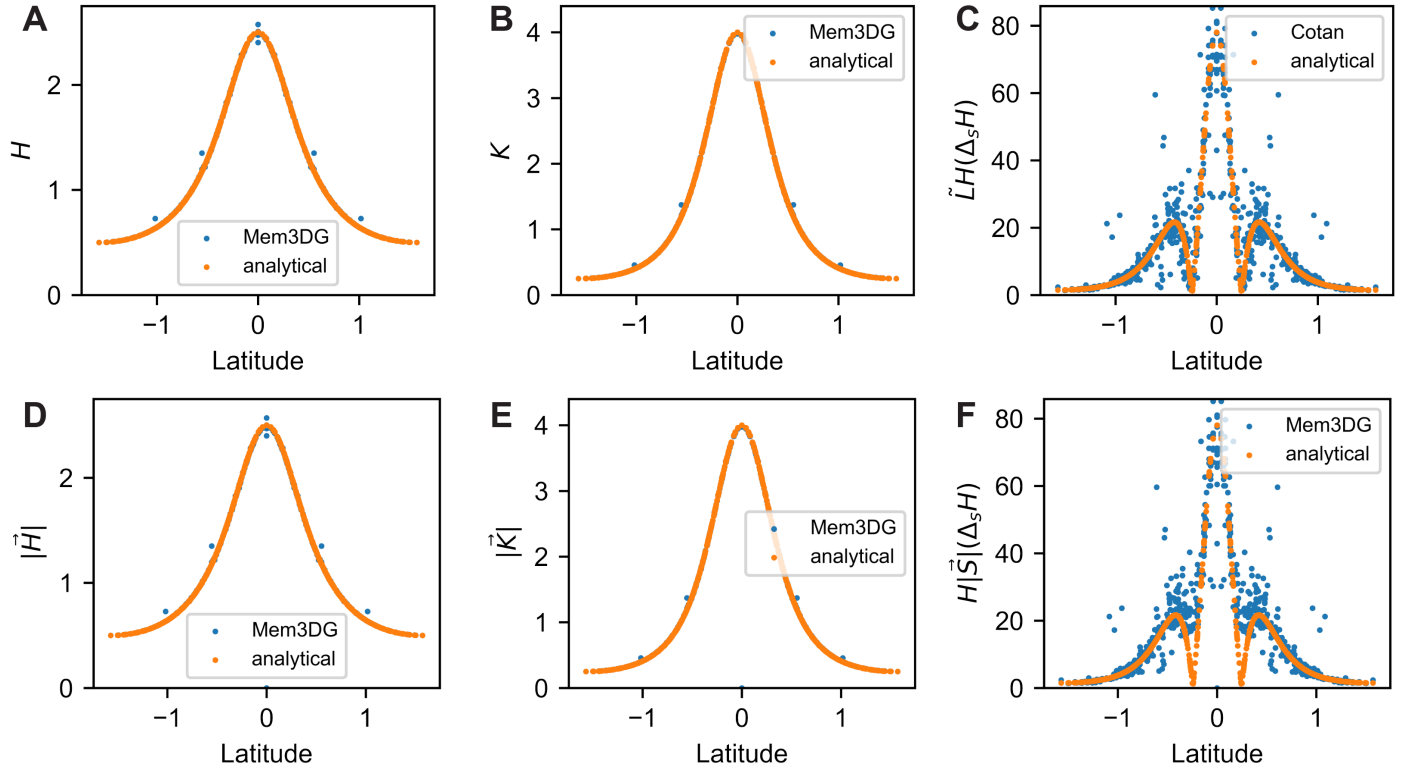 A
H
2
1
0
Mem3DG
analytical
−1 0 1
Latitude
B
K
4
3
2
1
0
Mem3DG
analytical
−1 0 1
Latitude
C
L̃H(ΔₛH)
80
60
40
20
0
Cotan
analytical
−1 0 1
Latitude
D
|H⃗|
2
1
0
Mem3DG
analytical
−1 0 1
Latitude
E
|K⃗|
4
3
2
1
0
Mem3DG
analytical
−1 0 1
Latitude
F
H|S⃗|(ΔₛH)
80
60
40
20
0
Mem3DG
analytical
−1 0 1
Latitude